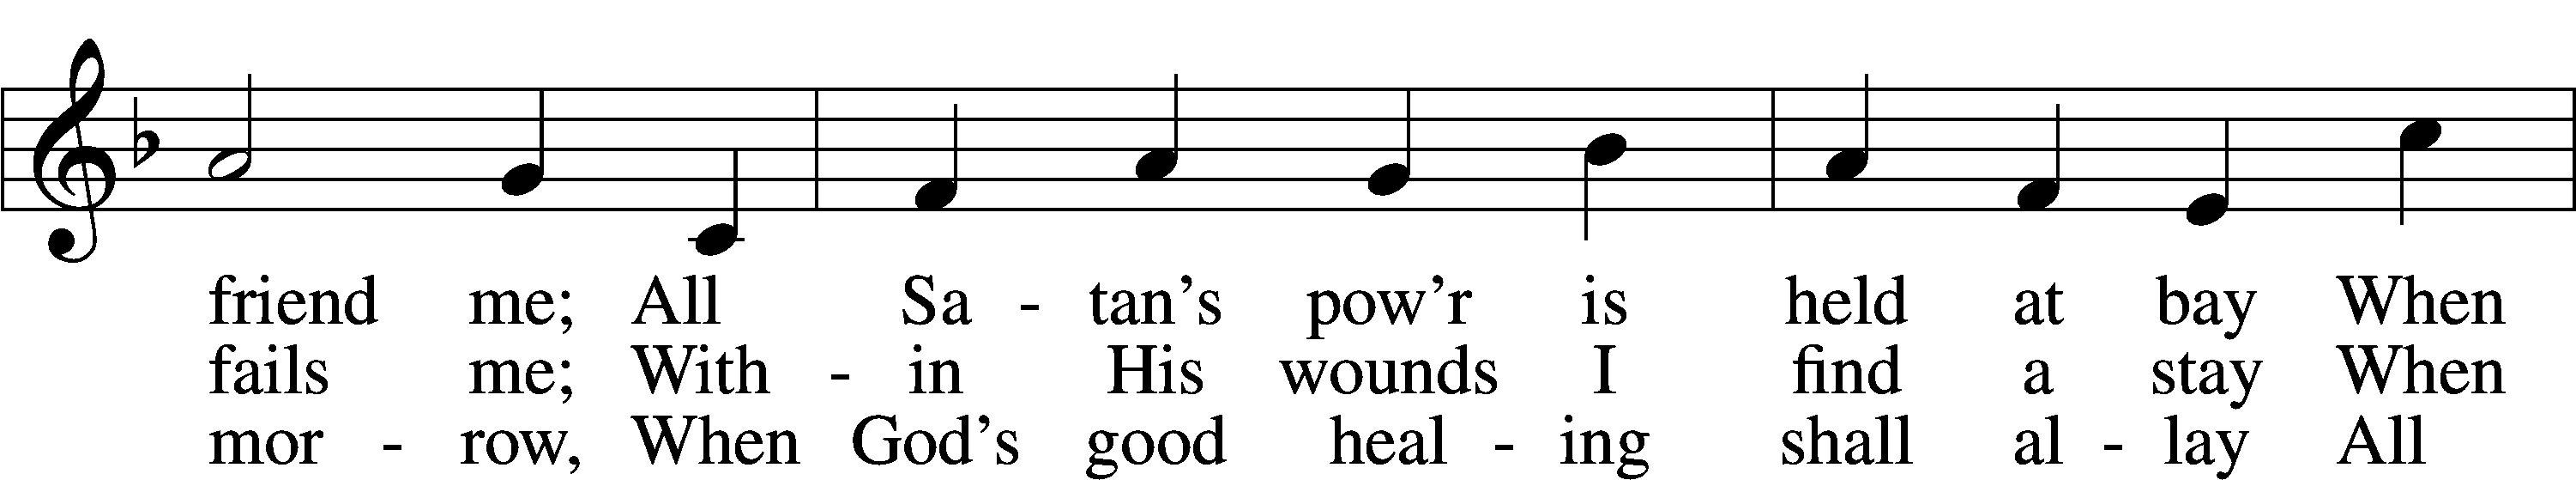 friend me; All Sa - tan’s pow’r is held at bay When
fails me; With - in His wounds I find a stay When
mor - row, When God’s good heal - ing shall al - lay All